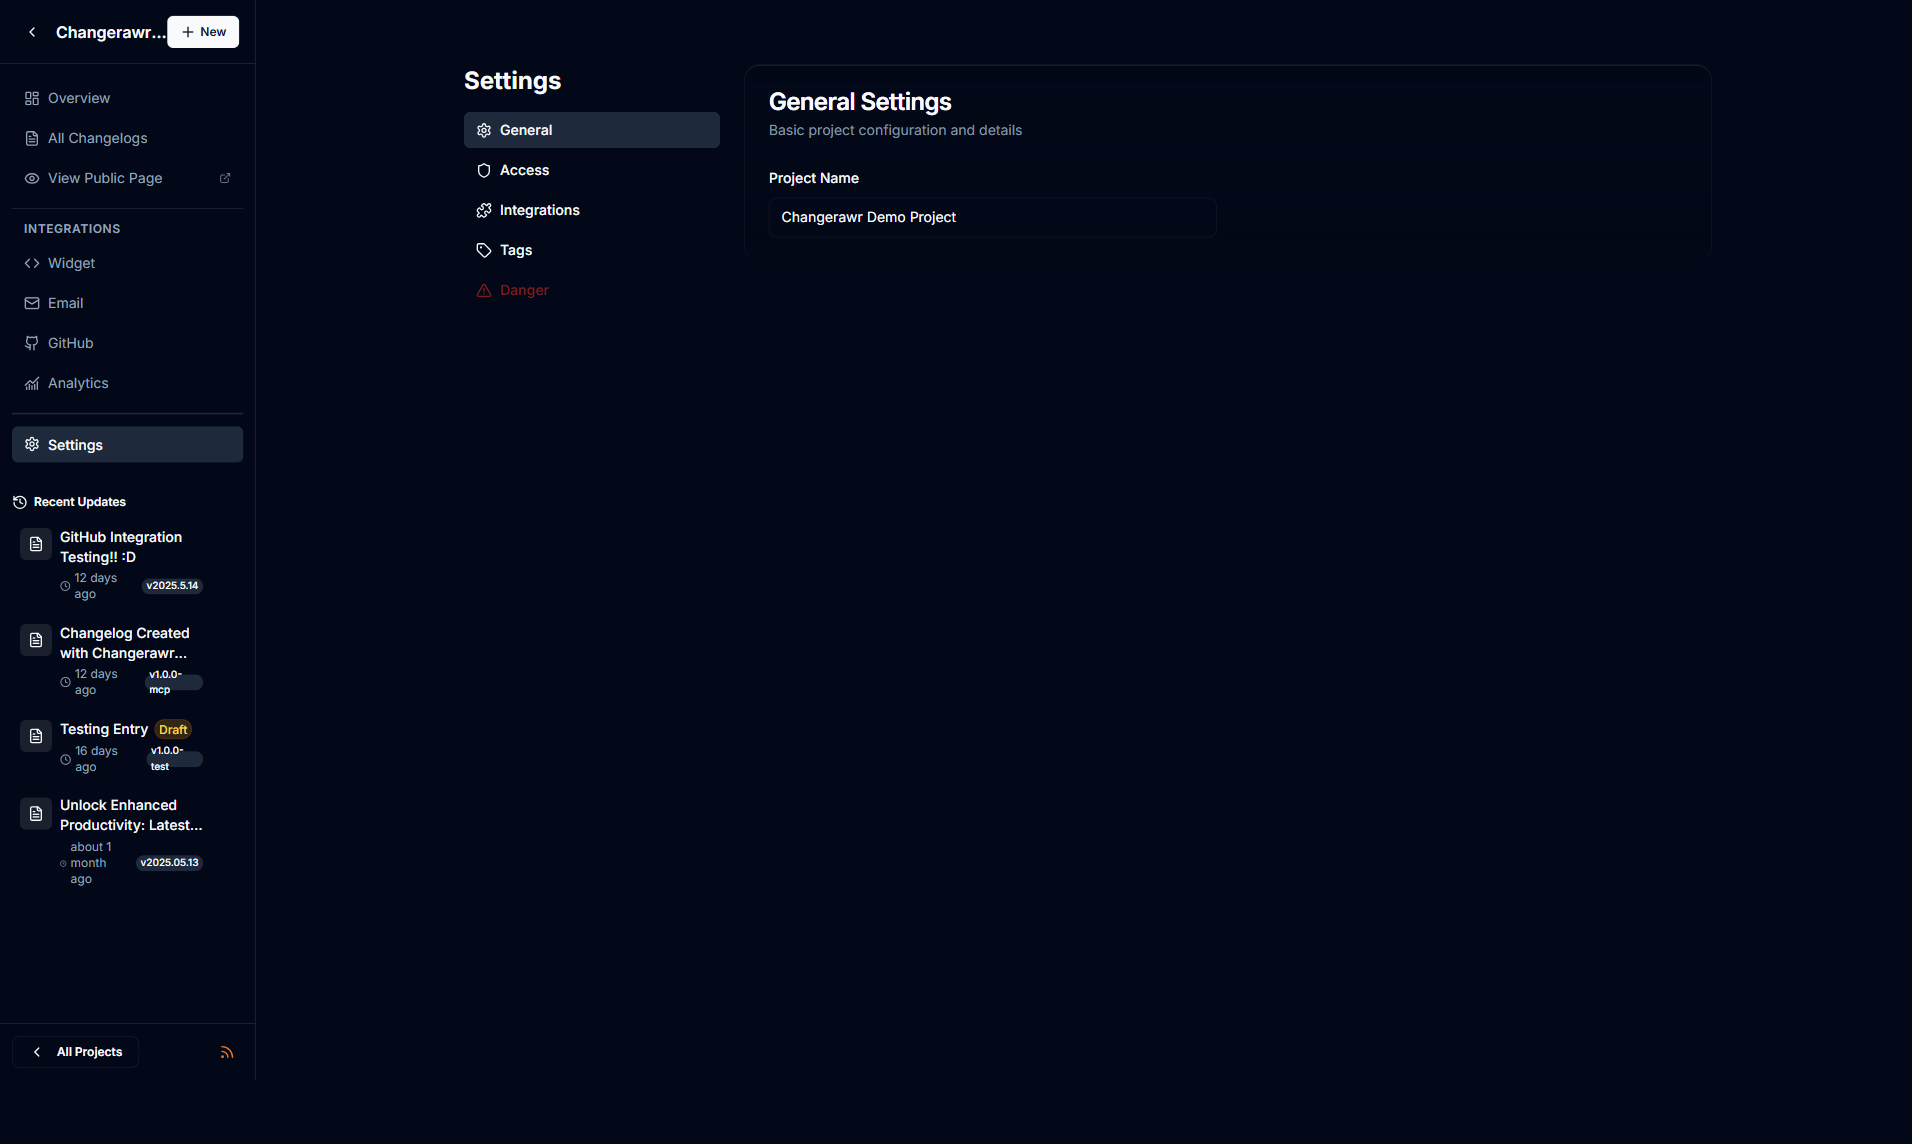 Changerawr...
New
Overview
All Changelogs
View Public Page
INTEGRATIONS
Widget
Email
GitHub
Analytics
Settings
Recent Updates
GitHub Integration
Testing!! :D
12 days
ago
v2025.5.14
Changelog Created
with Changerawr...
12 days
ago
v1.0.0-
mcp
Testing Entry Draft
16 days
ago
v1.0.0-
test
Unlock Enhanced
Productivity: Latest...
about 1
month
ago
v2025.05.13
All Projects
Settings
General
Access
Integrations
Tags
Danger
General Settings
Basic project configuration and details
Project Name
Changerawr Demo Project